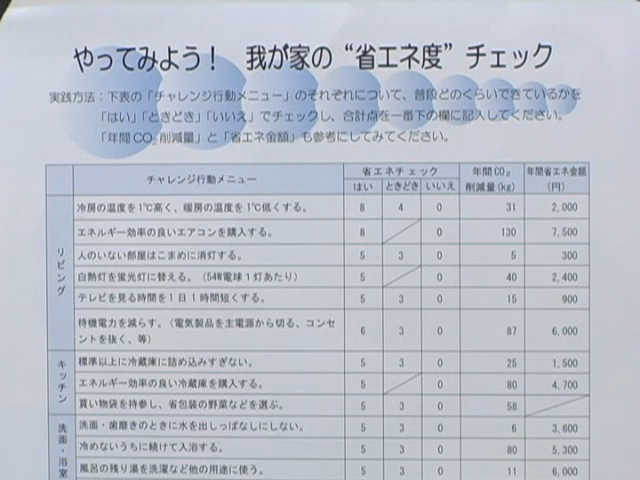 やってみよう！ 我が家の“省エネ度”チェック
実践方法：下表の「チャレンジ行動メニュー」のそれぞれについて、普段どのくらいできているかを
「はい」「ときどき」「いいえ」でチェックし、合計点を一番下の欄に記入してください。
「年間CO₂削減量」と「省エネ金額」も参考にしてみてください。
チャレンジ行動メニュー 省エネチェック 年間CO₂ 年間省エネ金額
はい ときどき いいえ 削減量(kg) (円)
リビング
冷房の温度を1℃高く、暖房の温度を1℃低くする。 8 4 0 31 2,000
エネルギー効率の良いエアコンを購入する。 8 0 130 7,500
人のいない部屋はこまめに消灯する。 5 3 0 5 300
白熱灯を蛍光灯に替える。（54W電球1灯あたり） 5 0 40 2,400
テレビを見る時間を1日1時間短くする。 5 3 0 15 900
待機電力を減らす。（電気製品を主電源から切る、コンセ
ントを抜く、等） 6 3 0 87 6,000
キッチン
標準以上に冷蔵庫に詰め込みすぎない。 5 3 0 25 1,500
エネルギー効率の良い冷蔵庫を購入する。 5 0 80 4,700
買い物袋を持参し、省包装の野菜などを選ぶ。 5 3 0 58
洗面・浴室
洗面・歯磨きのときに水を出しっぱなしにしない。 5 3 0 6 3,600
冷めないうちに続けて入浴する。 5 3 0 80 5,300
風呂の残り湯を洗濯など他の用途に使う。 5 3 0 11 6,000